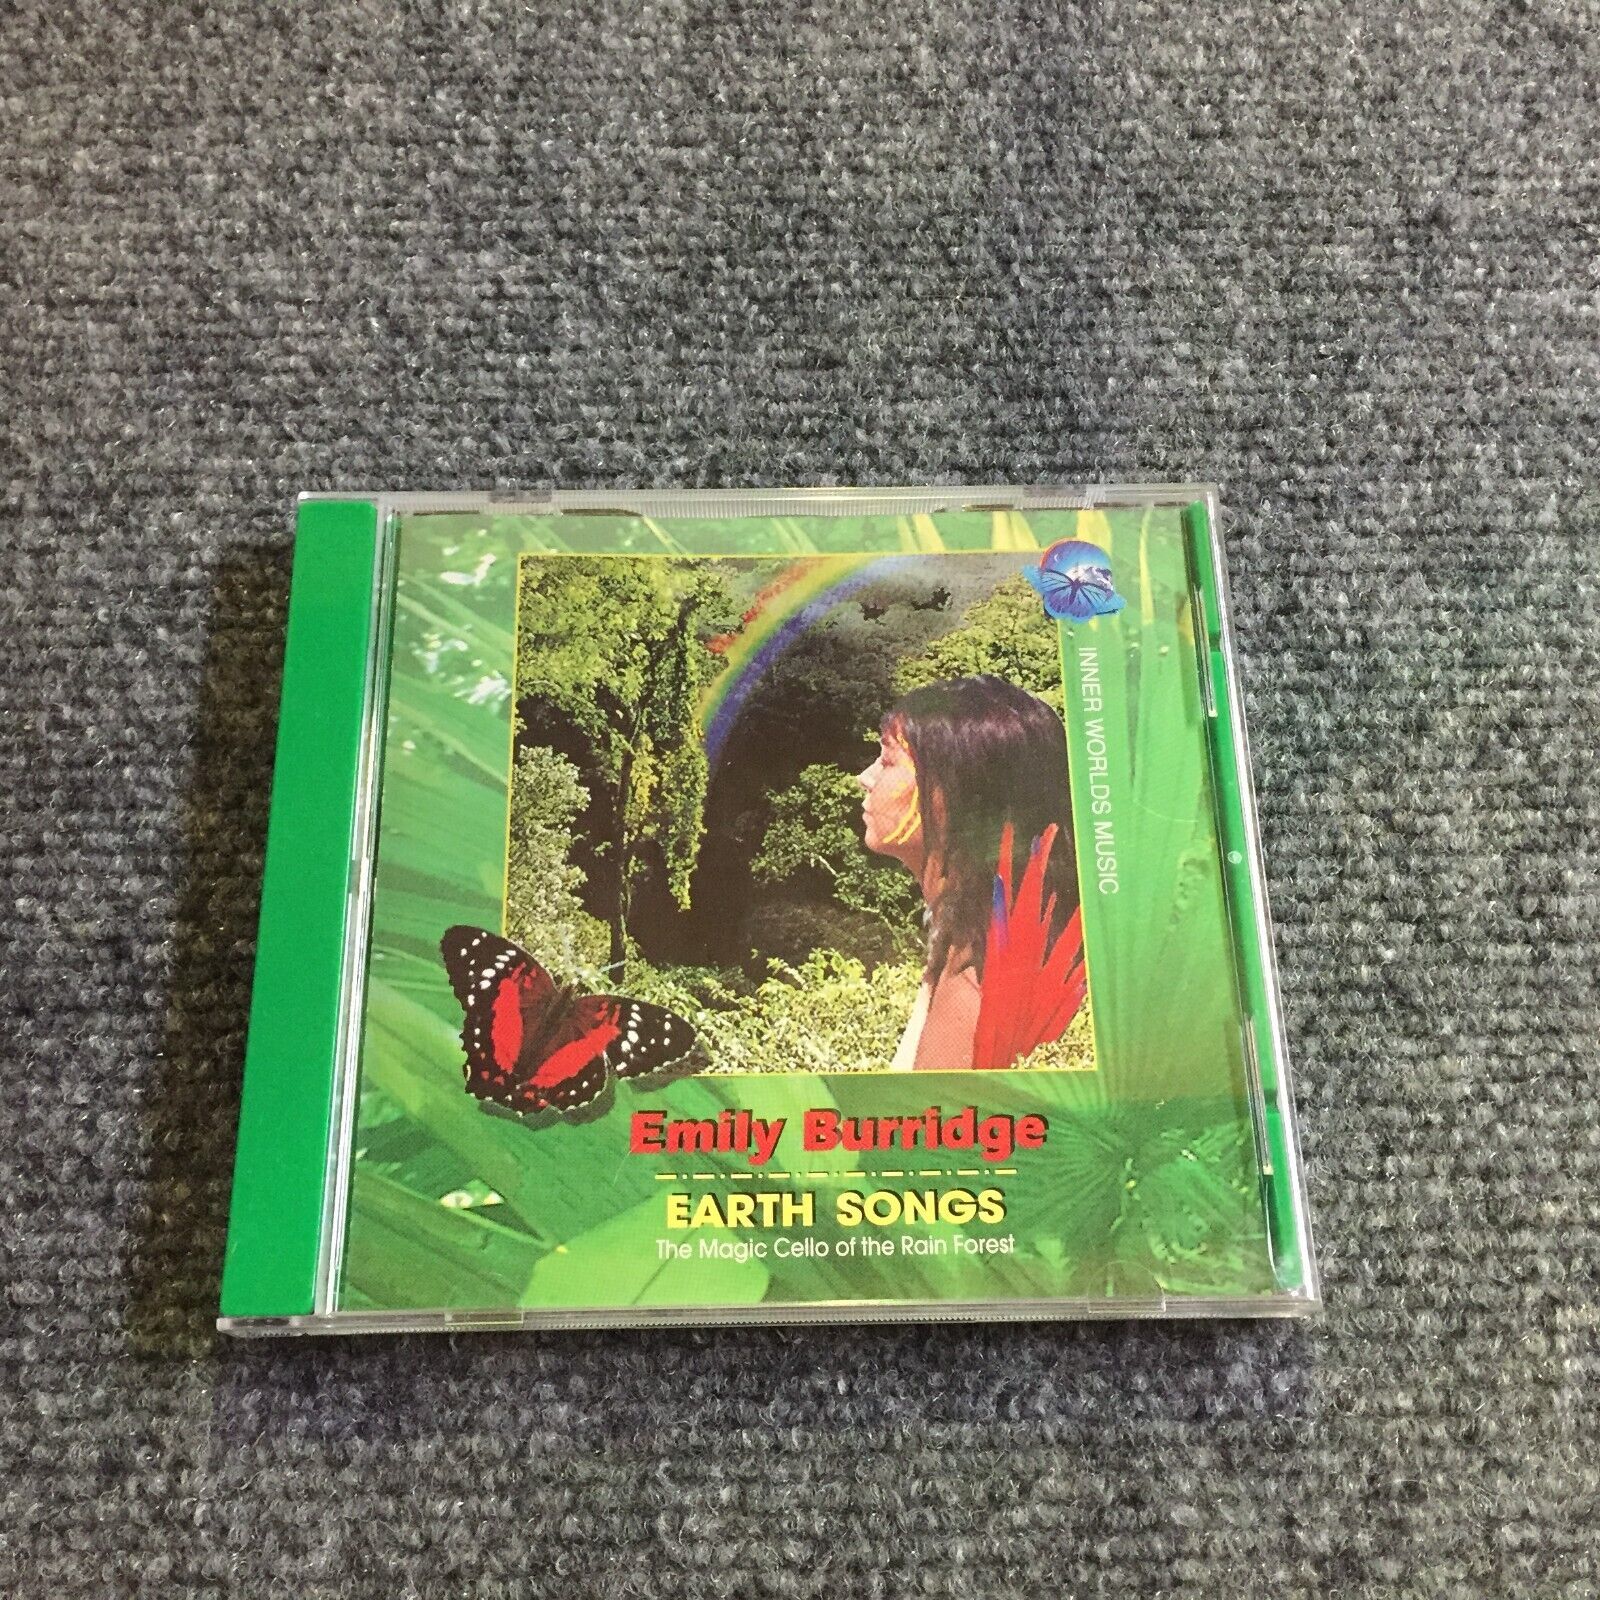 INNER WORLDS MUSIC
Emily Burridge
EARTH SONGS
The Magic Cello of the Rain Forest